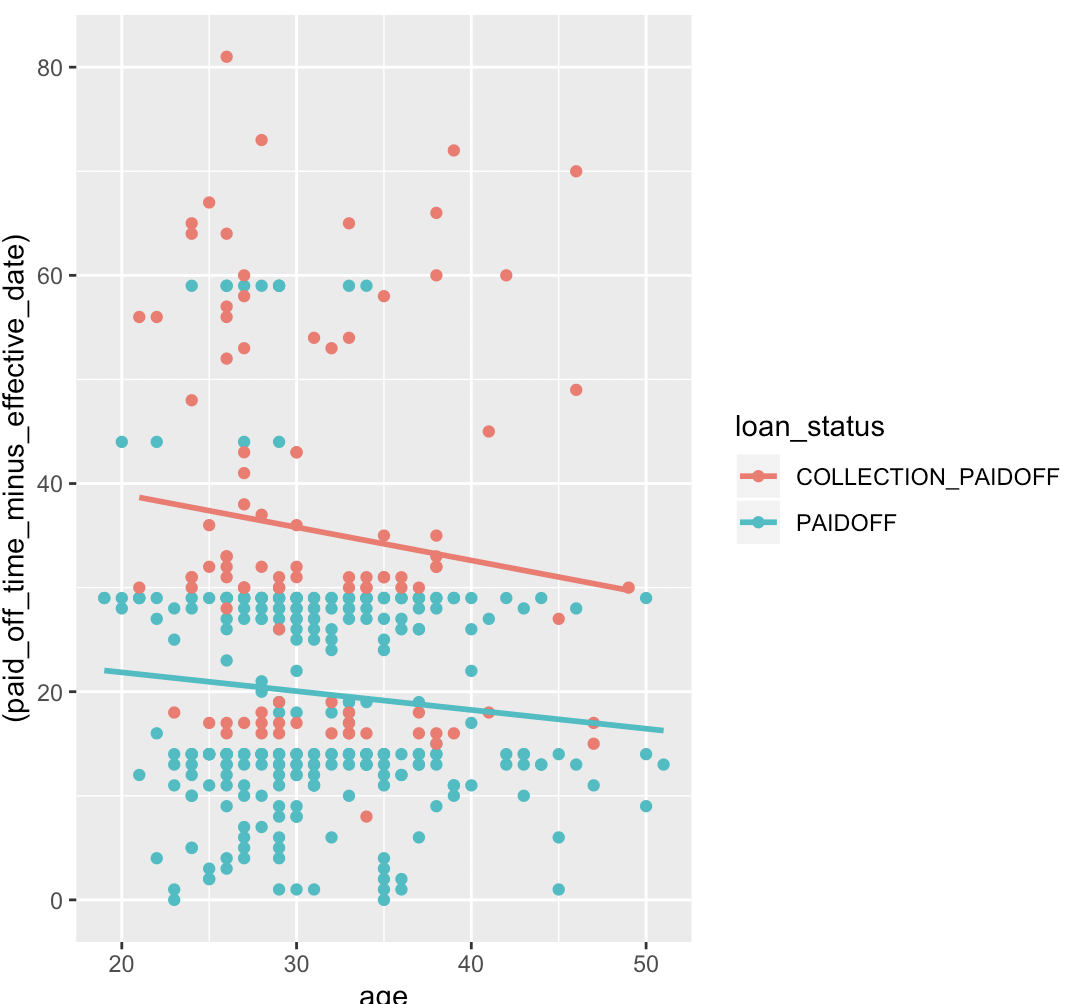 80
60
40
20
0
(paid_off_time_minus_effective_date)
20 30 40 50
age
loan_status
COLLECTION_PAIDOFF
PAIDOFF